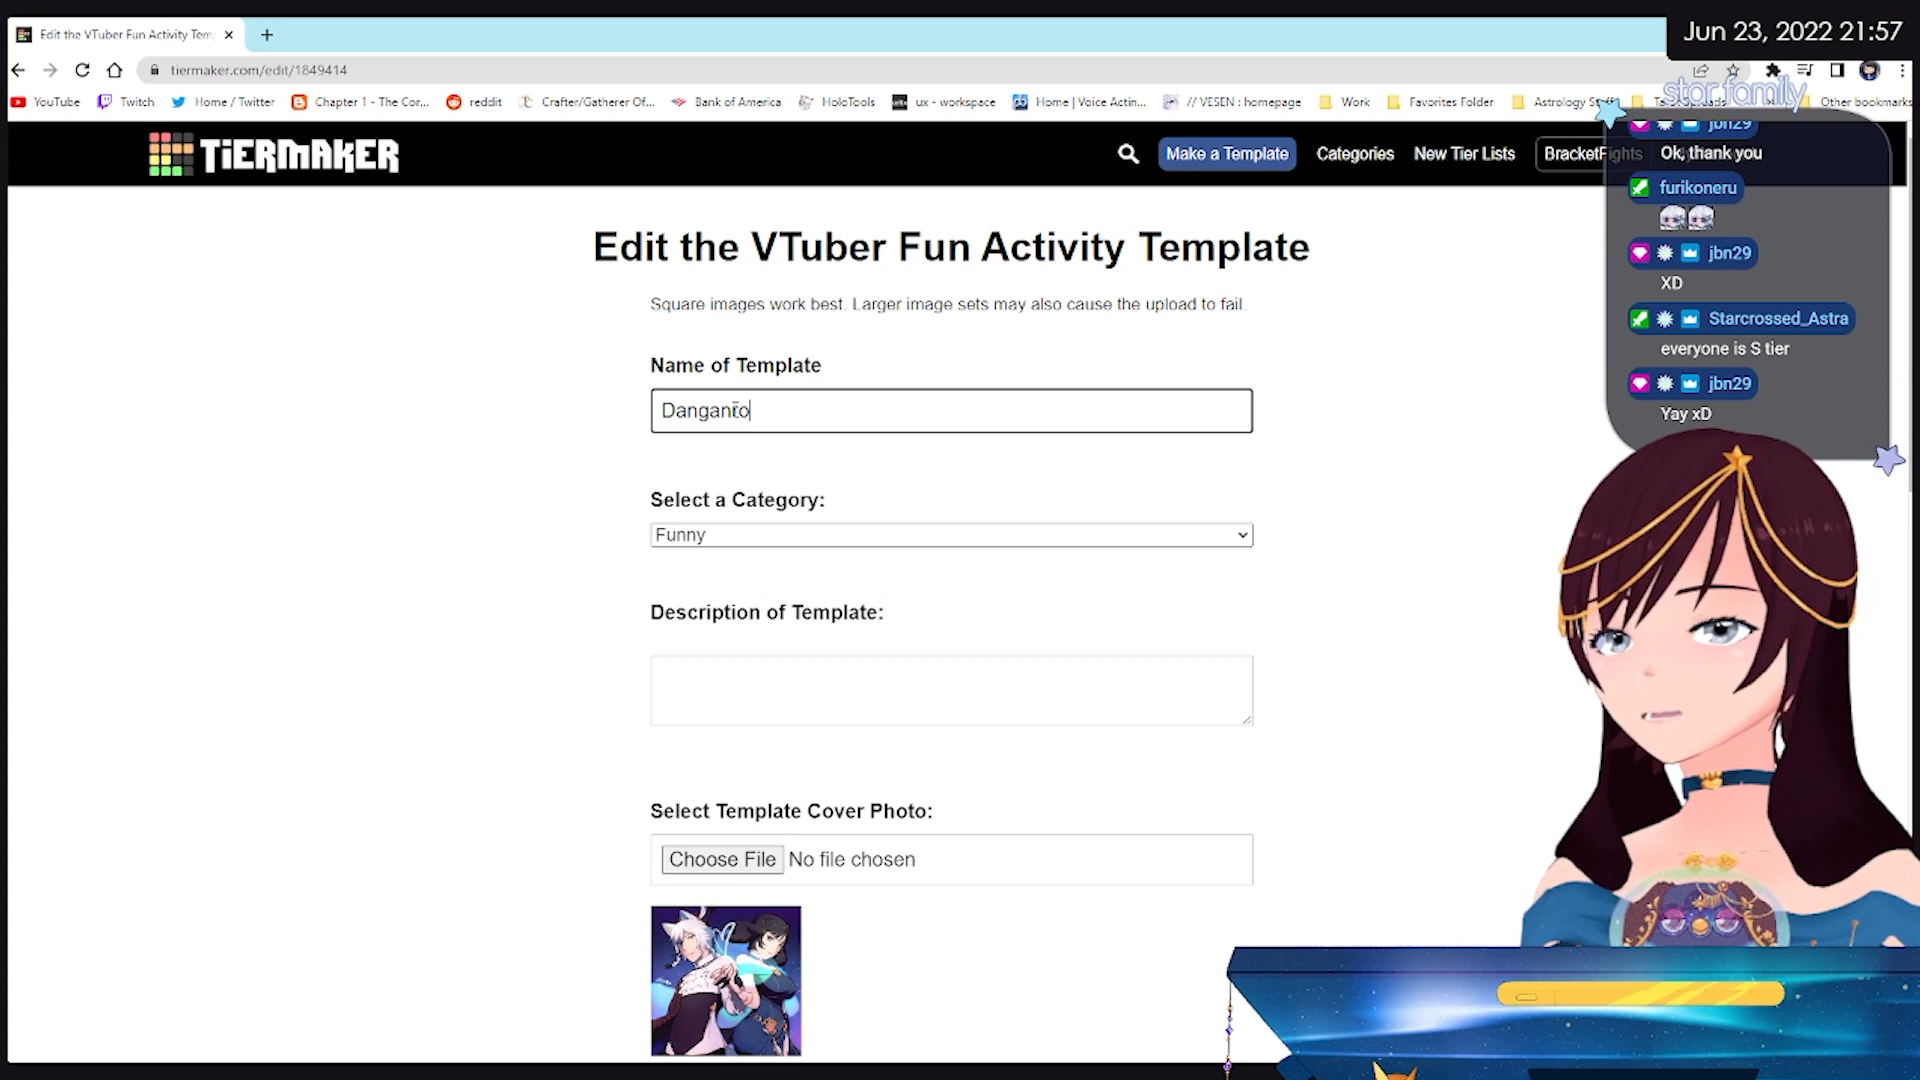 Edit the VTuber Fun Activity Tem
Jun 23, 2022 21:57
tiermaker.com/edit/1849414
YouTube Twitch Home / Twitter Chapter 1 - The Cor... reddit Crafter/Gatherer Of... Bank of America HoloTools ux - workspace Home | Voice Actin... // VESEN : homepage Work Favorites Folder Astrology Other bookmarks
star family
TiERMAKER
Make a Template
Categories
New Tier Lists
BracketFights
jbn29
Ok, thank you
furikoneru
jbn29
XD
Starcrossed_Astra
everyone is S tier
jbn29
Yay xD
Edit the VTuber Fun Activity Template
Square images work best. Larger image sets may also cause the upload to fail.
Name of Template
Select a Category:
Funny
Description of Template:
Select Template Cover Photo:
Choose File No file chosen